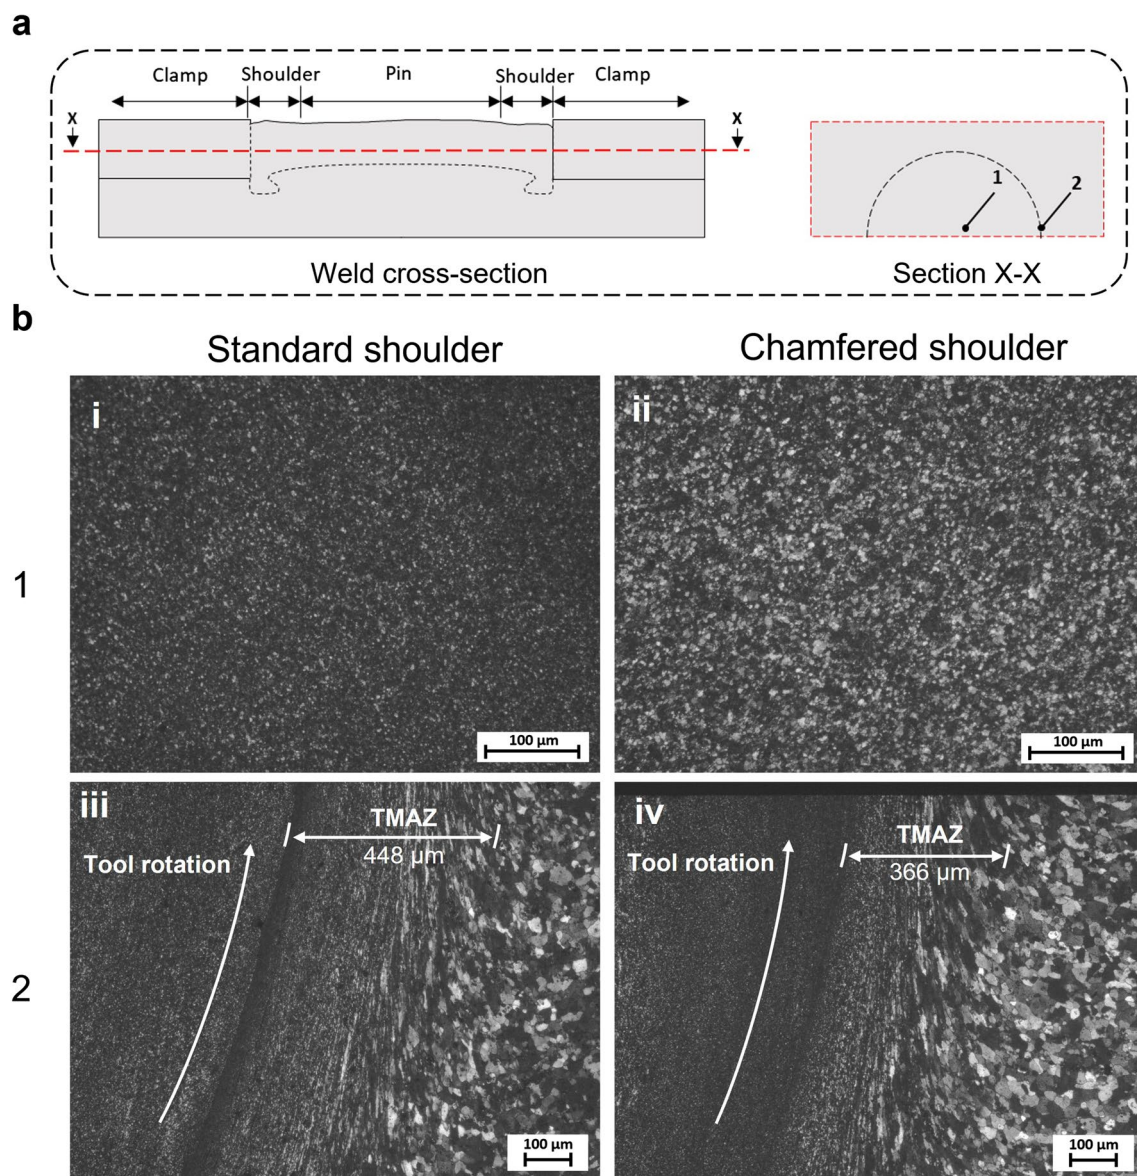 a
Clamp Shoulder Pin Shoulder Clamp
X X
1 2
Weld cross-section Section X-X
b
Standard shoulder Chamfered shoulder
i ii
1
100 µm 100 µm
iii iv
TMAZ TMAZ
448 µm 366 µm
Tool rotation Tool rotation
2
100 µm 100 µm